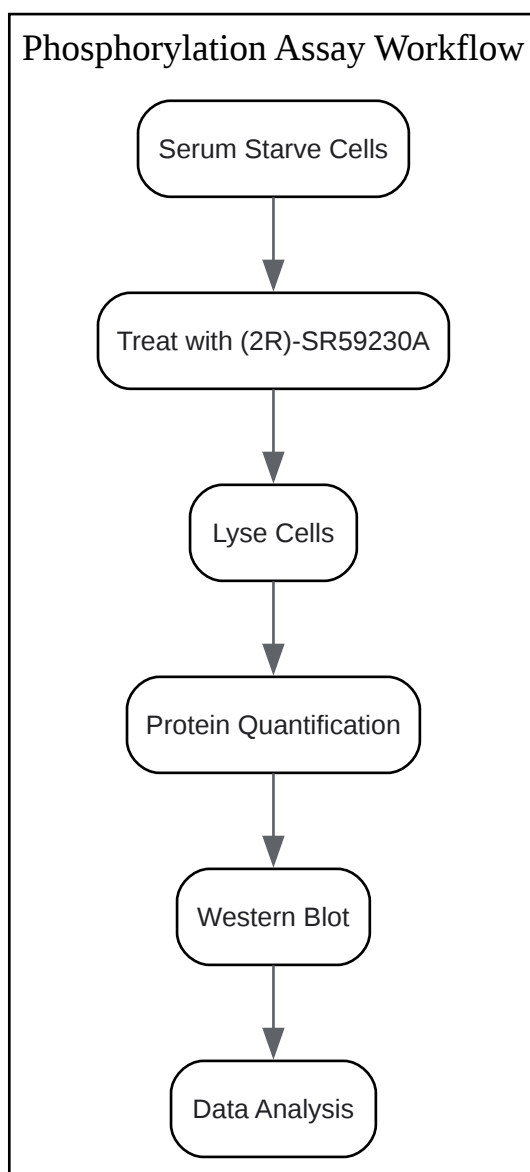 Phosphorylation Assay Workflow
Serum Starve Cells
Treat with (2R)-SR59230A
Lyse Cells
Protein Quantification
Western Blot
Data Analysis